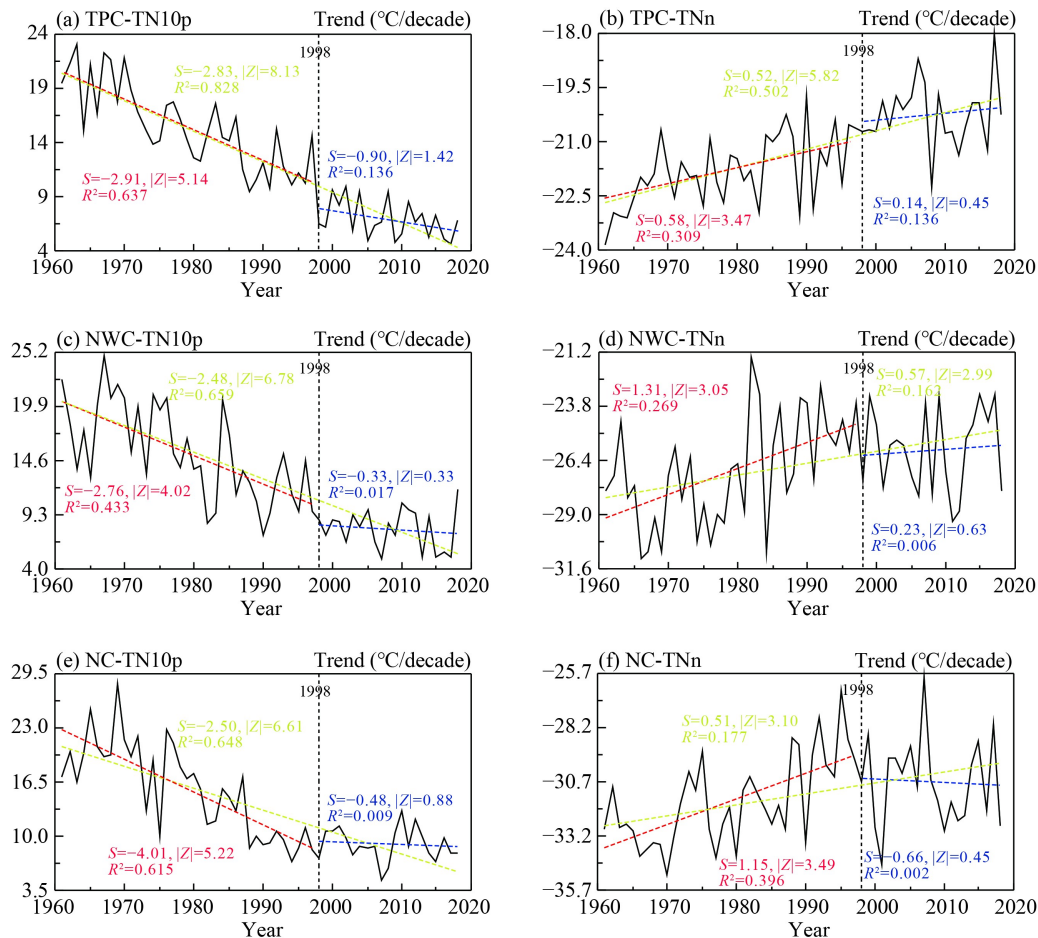 (a) TPC-TN10p Trend (℃/decade)
24
19
14
9
4
1998
S=−2.83, |Z|=8.13
R²=0.828
S=−0.90, |Z|=1.42
R²=0.136
S=−2.91, |Z|=5.14
R²=0.637
1960 1970 1980 1990 2000 2010 2020
Year
(b) TPC-TNn Trend (℃/decade)
−18.0
−19.5
−21.0
−22.5
−24.0
1998
S=0.52, |Z|=5.82
R²=0.502
S=0.14, |Z|=0.45
R²=0.136
S=0.58, |Z|=3.47
R²=0.309
1960 1970 1980 1990 2000 2010 2020
Year
(c) NWC-TN10p Trend (℃/decade)
25.2
19.9
14.6
9.3
4.0
1998
S=−2.48, |Z|=6.78
R²=0.659
S=−0.33, |Z|=0.33
R²=0.017
S=−2.76, |Z|=4.02
R²=0.433
1960 1970 1980 1990 2000 2010 2020
Year
(d) NWC-TNn Trend (℃/decade)
−21.2
−23.8
−26.4
−29.0
−31.6
1998
S=0.57, |Z|=2.99
R²=0.162
S=1.31, |Z|=3.05
R²=0.269
S=0.23, |Z|=0.63
R²=0.006
1960 1970 1980 1990 2000 2010 2020
Year
(e) NC-TN10p Trend (℃/decade)
29.5
23.0
16.5
10.0
3.5
1998
S=−2.50, |Z|=6.61
R²=0.648
S=−0.48, |Z|=0.88
R²=0.009
S=−4.01, |Z|=5.22
R²=0.615
1960 1970 1980 1990 2000 2010 2020
Year
(f) NC-TNn Trend (℃/decade)
−25.7
−28.2
−30.7
−33.2
−35.7
1998
S=0.51, |Z|=3.10
R²=0.177
S=−0.66, |Z|=0.45
R²=0.002
S=1.15, |Z|=3.49
R²=0.396
1960 1970 1980 1990 2000 2010 2020
Year